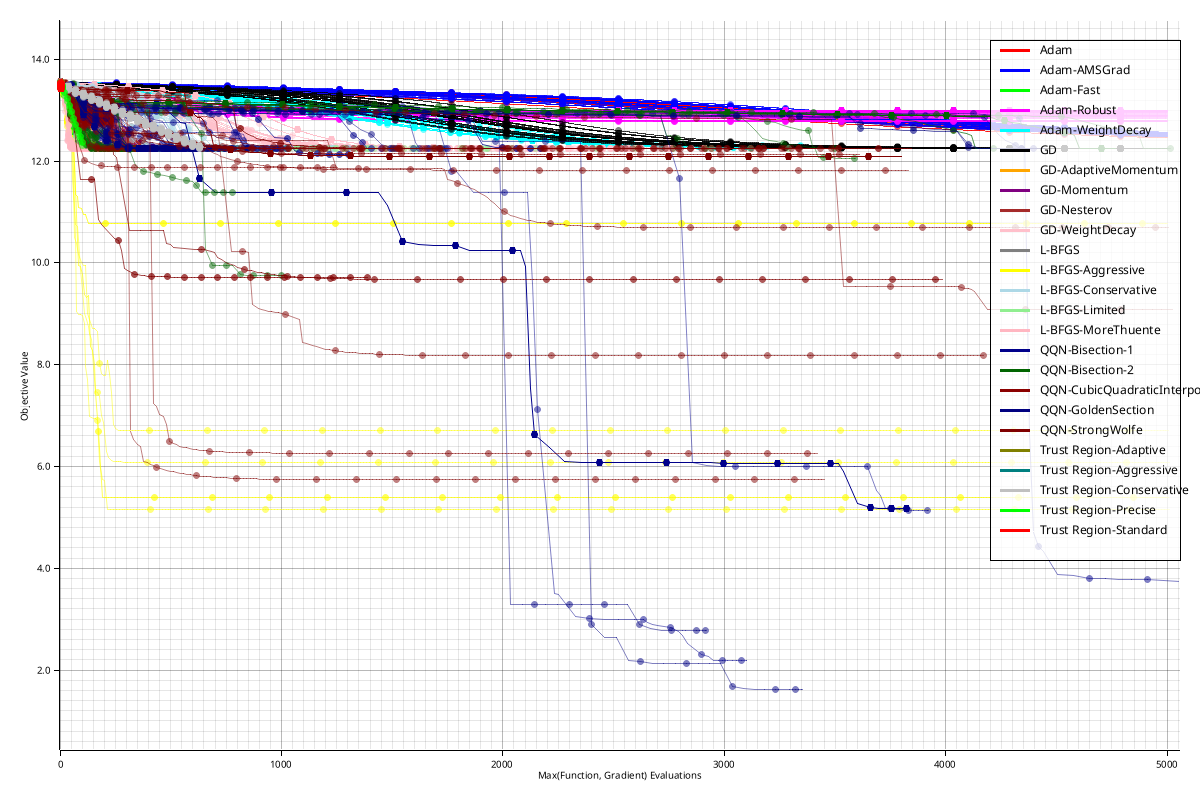 14.0
12.0
10.0
8.0
6.0
4.0
2.0
Objective Value
0
1000
2000
3000
4000
5000
Max(Function, Gradient) Evaluations
Adam
Adam-AMSGrad
Adam-Fast
Adam-Robust
Adam-WeightDecay
GD
GD-AdaptiveMomentum
GD-Momentum
GD-Nesterov
GD-WeightDecay
L-BFGS
L-BFGS-Aggressive
L-BFGS-Conservative
L-BFGS-Limited
L-BFGS-MoreThuente
QQN-Bisection-1
QQN-Bisection-2
QQN-CubicQuadraticInterpo
QQN-GoldenSection
QQN-StrongWolfe
Trust Region-Adaptive
Trust Region-Aggressive
Trust Region-Conservative
Trust Region-Precise
Trust Region-Standard